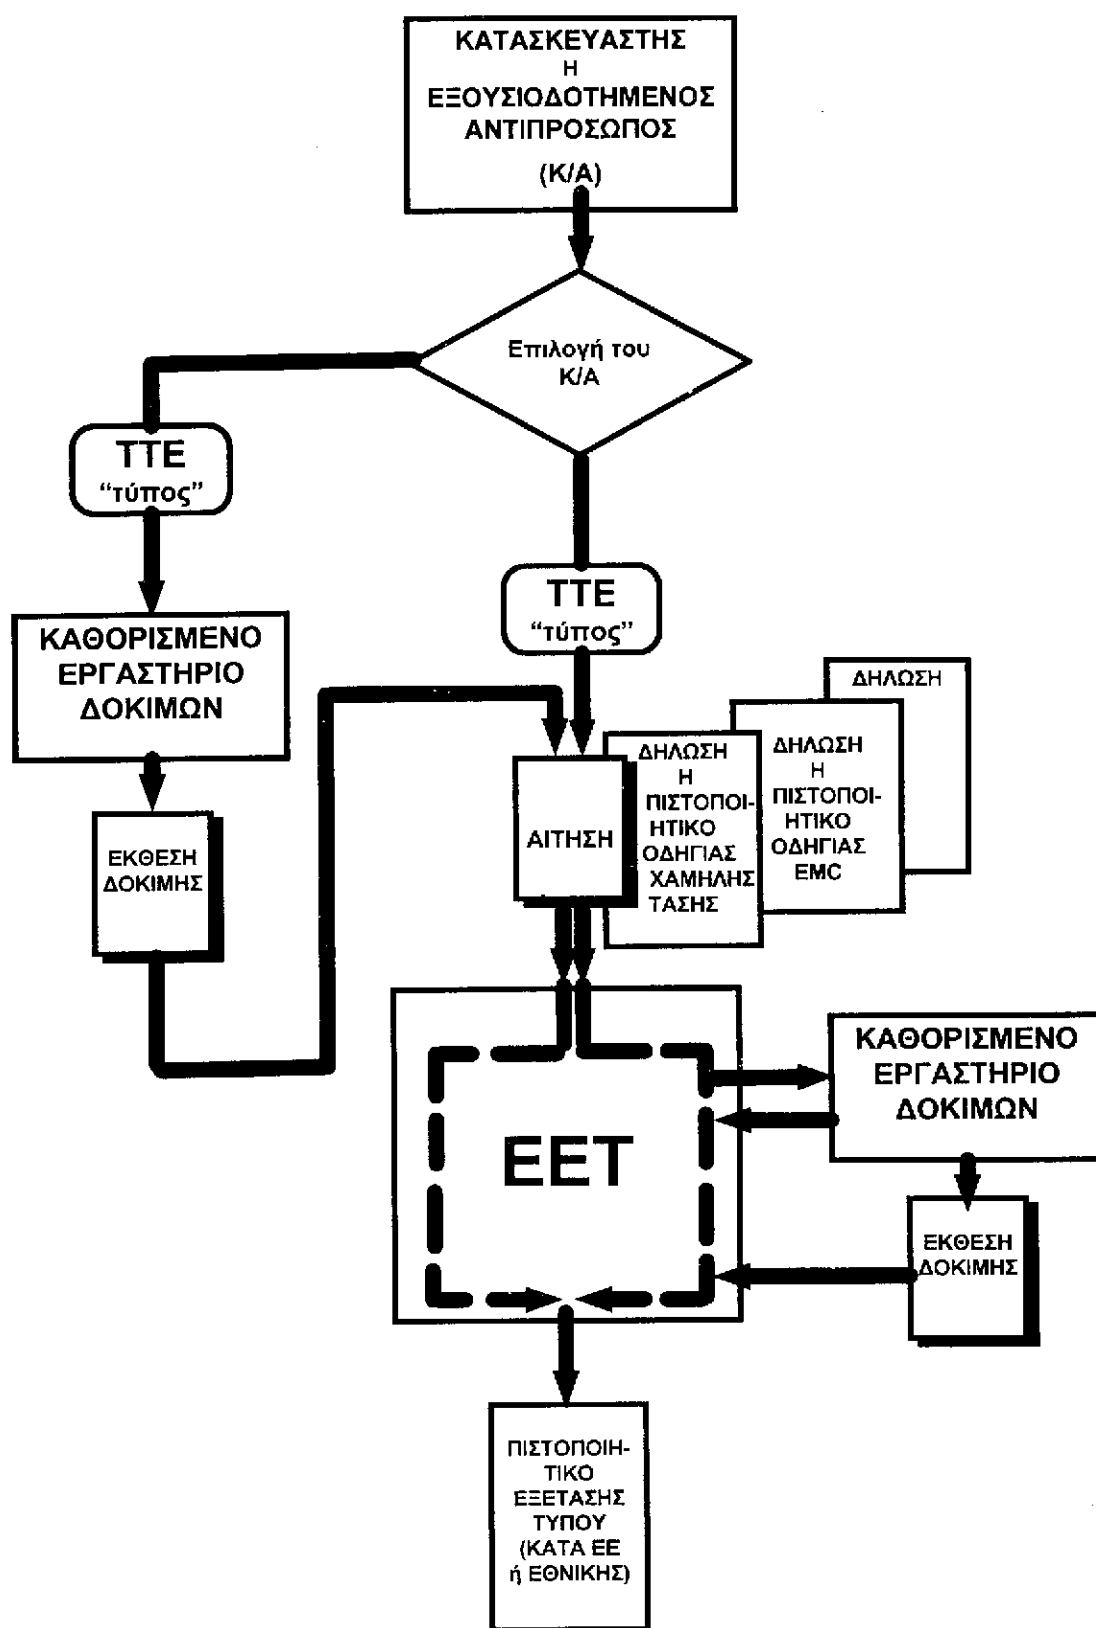 ΚΑΤΑΣΚΕΥΑΣΤΗΣ
Η
ΕΞΟΥΣΙΟΔΟΤΗΜΕΝΟΣ
ΑΝΤΙΠΡΟΣΩΠΟΣ
(Κ/Α)
Επιλογή του
Κ/Α
ΤΤΕ
“τύπος”
ΤΤΕ
“τύπος”
ΚΑΘΟΡΙΣΜΕΝΟ
ΕΡΓΑΣΤΗΡΙΟ
ΔΟΚΙΜΩΝ
ΕΚΘΕΣΗ
ΔΟΚΙΜΗΣ
ΑΙΤΗΣΗ
ΔΗΛΩΣΗ
Η
ΠΙΣΤΟΠΟΙ-
ΗΤΙΚΟ
ΟΔΗΓΙΑΣ
ΧΑΜΗΛΗΣ
ΤΑΣΗΣ
ΔΗΛΩΣΗ
Η
ΠΙΣΤΟΠΟΙ-
ΗΤΙΚΟ
ΟΔΗΓΙΑΣ
EMC
ΔΗΛΩΣΗ
ΕΕΤ
ΚΑΘΟΡΙΣΜΕΝΟ
ΕΡΓΑΣΤΗΡΙΟ
ΔΟΚΙΜΩΝ
ΕΚΘΕΣΗ
ΔΟΚΙΜΗΣ
ΠΙΣΤΟΠΟΙΗ-
ΤΙΚΟ
ΕΞΕΤΑΣΗΣ
ΤΥΠΟΥ
(ΚΑΤΑ ΕΕ
ή ΕΘΝΙΚΗΣ)